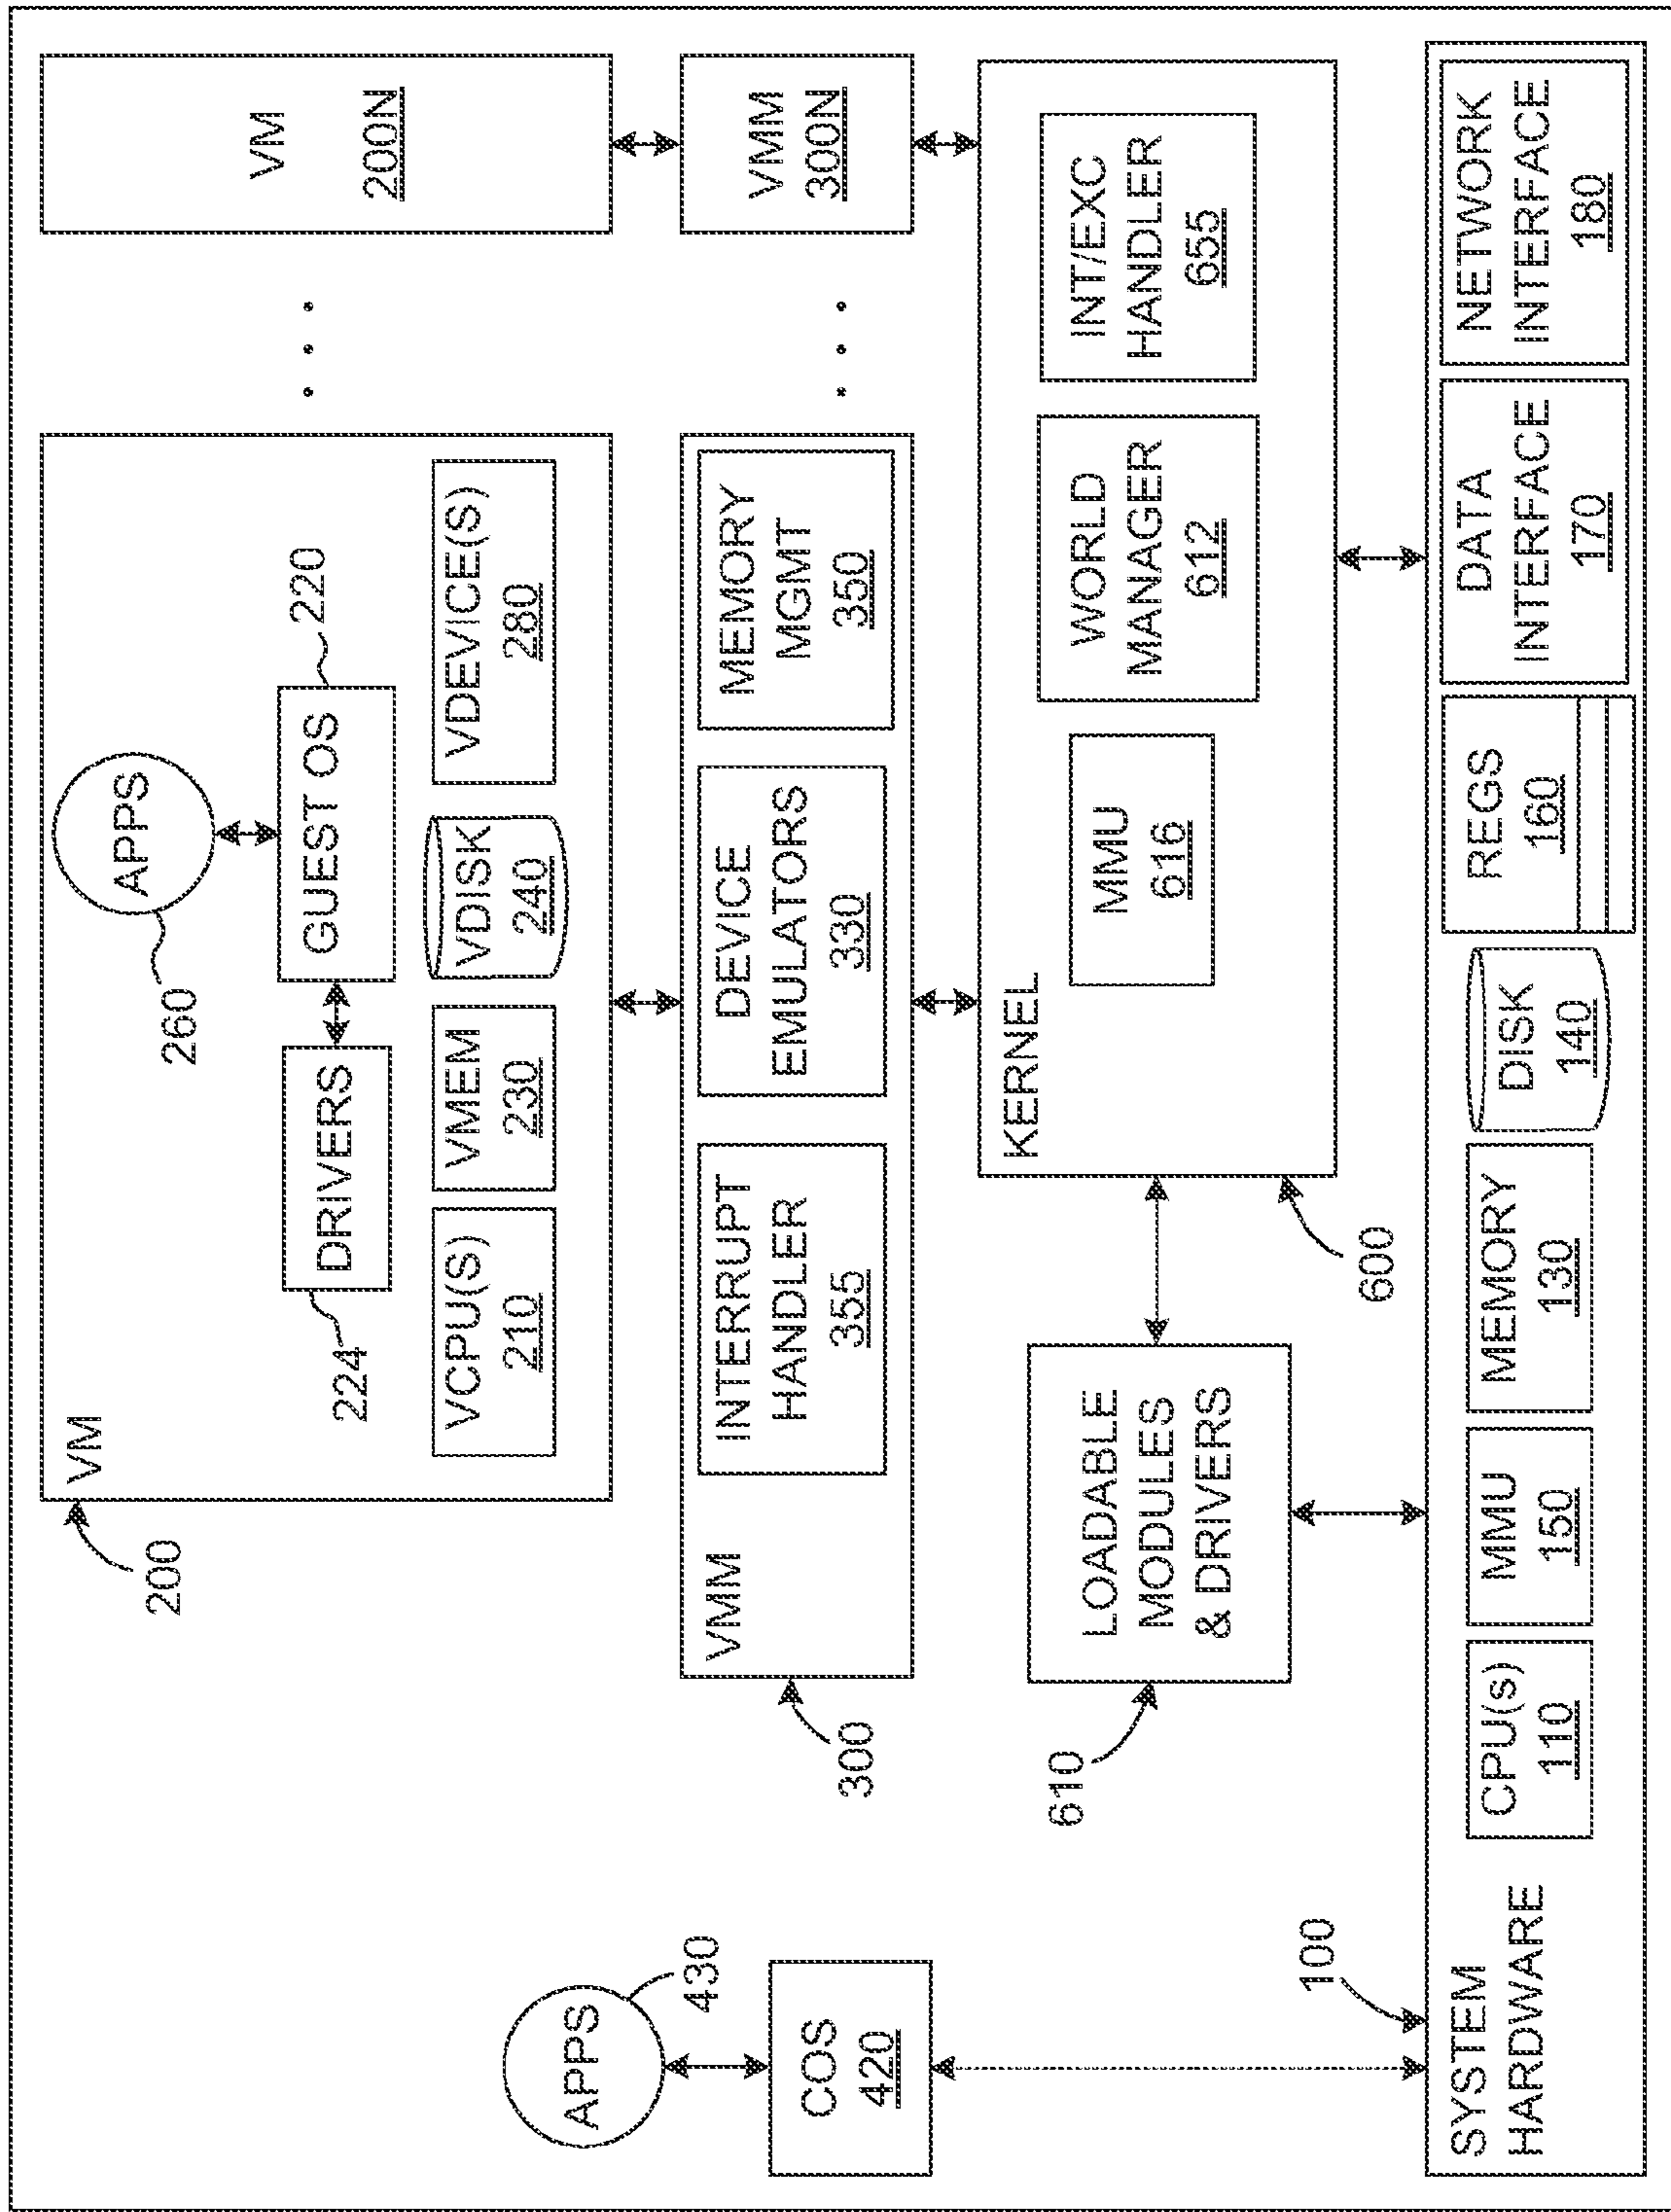 VM
200
APPS
260
GUEST OS
220
DRIVERS
224
VCPU(S)
210
VMEM
230
VDISK
240
VDEVICE(S)
280
VM
200N
VMM
300
INTERRUPT
HANDLER
355
DEVICE
EMULATORS
330
MEMORY
MGMT
350
VMM
300N
APPS
430
COS
420
LOADABLE
MODULES
& DRIVERS
610
KERNEL
600
MMU
616
WORLD
MANAGER
612
INT/EXC
HANDLER
655
SYSTEM
HARDWARE
100
CPU(s)
110
MMU
150
MEMORY
130
DISK
140
REGS
160
DATA
INTERFACE
170
NETWORK
INTERFACE
180